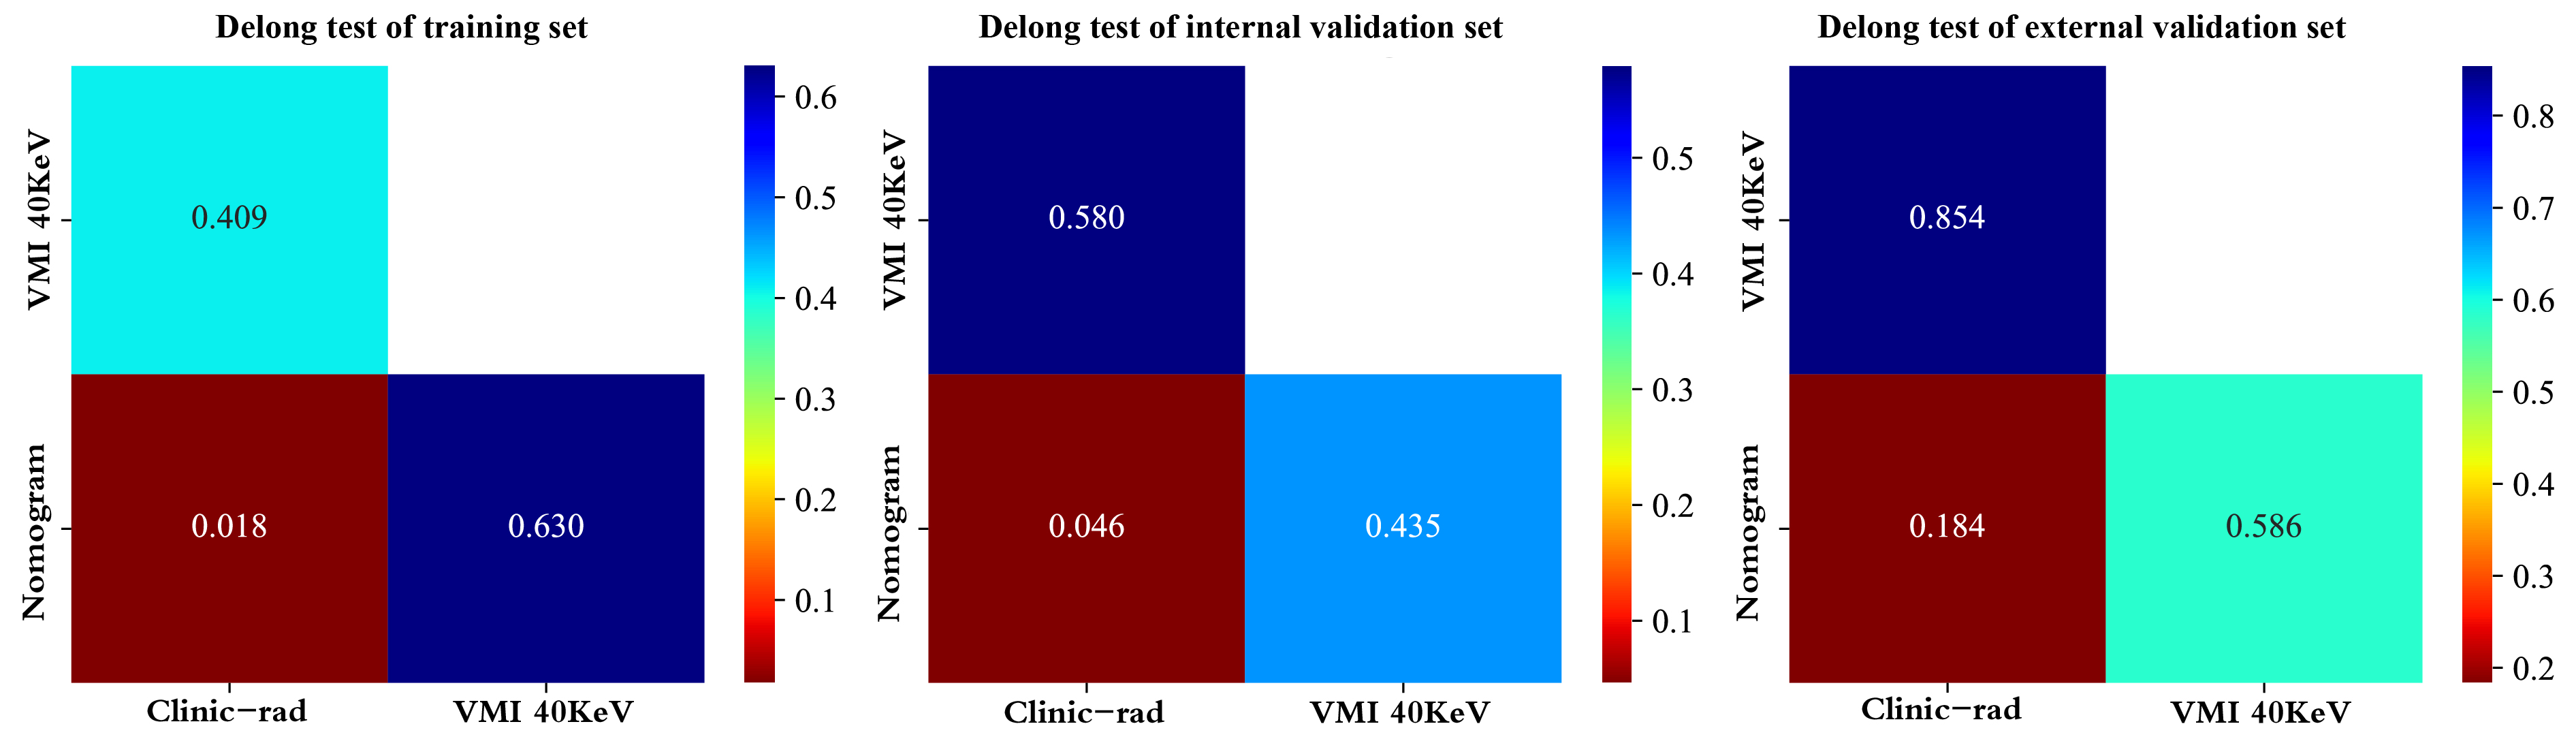 Delong test of training set
VMI 40KeV
Nomogram
0.409
0.018
0.630
Clinic-rad
VMI 40KeV
0.6
0.5
0.4
0.3
0.2
0.1
Delong test of internal validation set
VMI 40KeV
Nomogram
0.580
0.046
0.435
Clinic-rad
VMI 40KeV
0.5
0.4
0.3
0.2
0.1
Delong test of external validation set
VMI 40KeV
Nomogram
0.854
0.184
0.586
Clinic-rad
VMI 40KeV
0.8
0.7
0.6
0.5
0.4
0.3
0.2